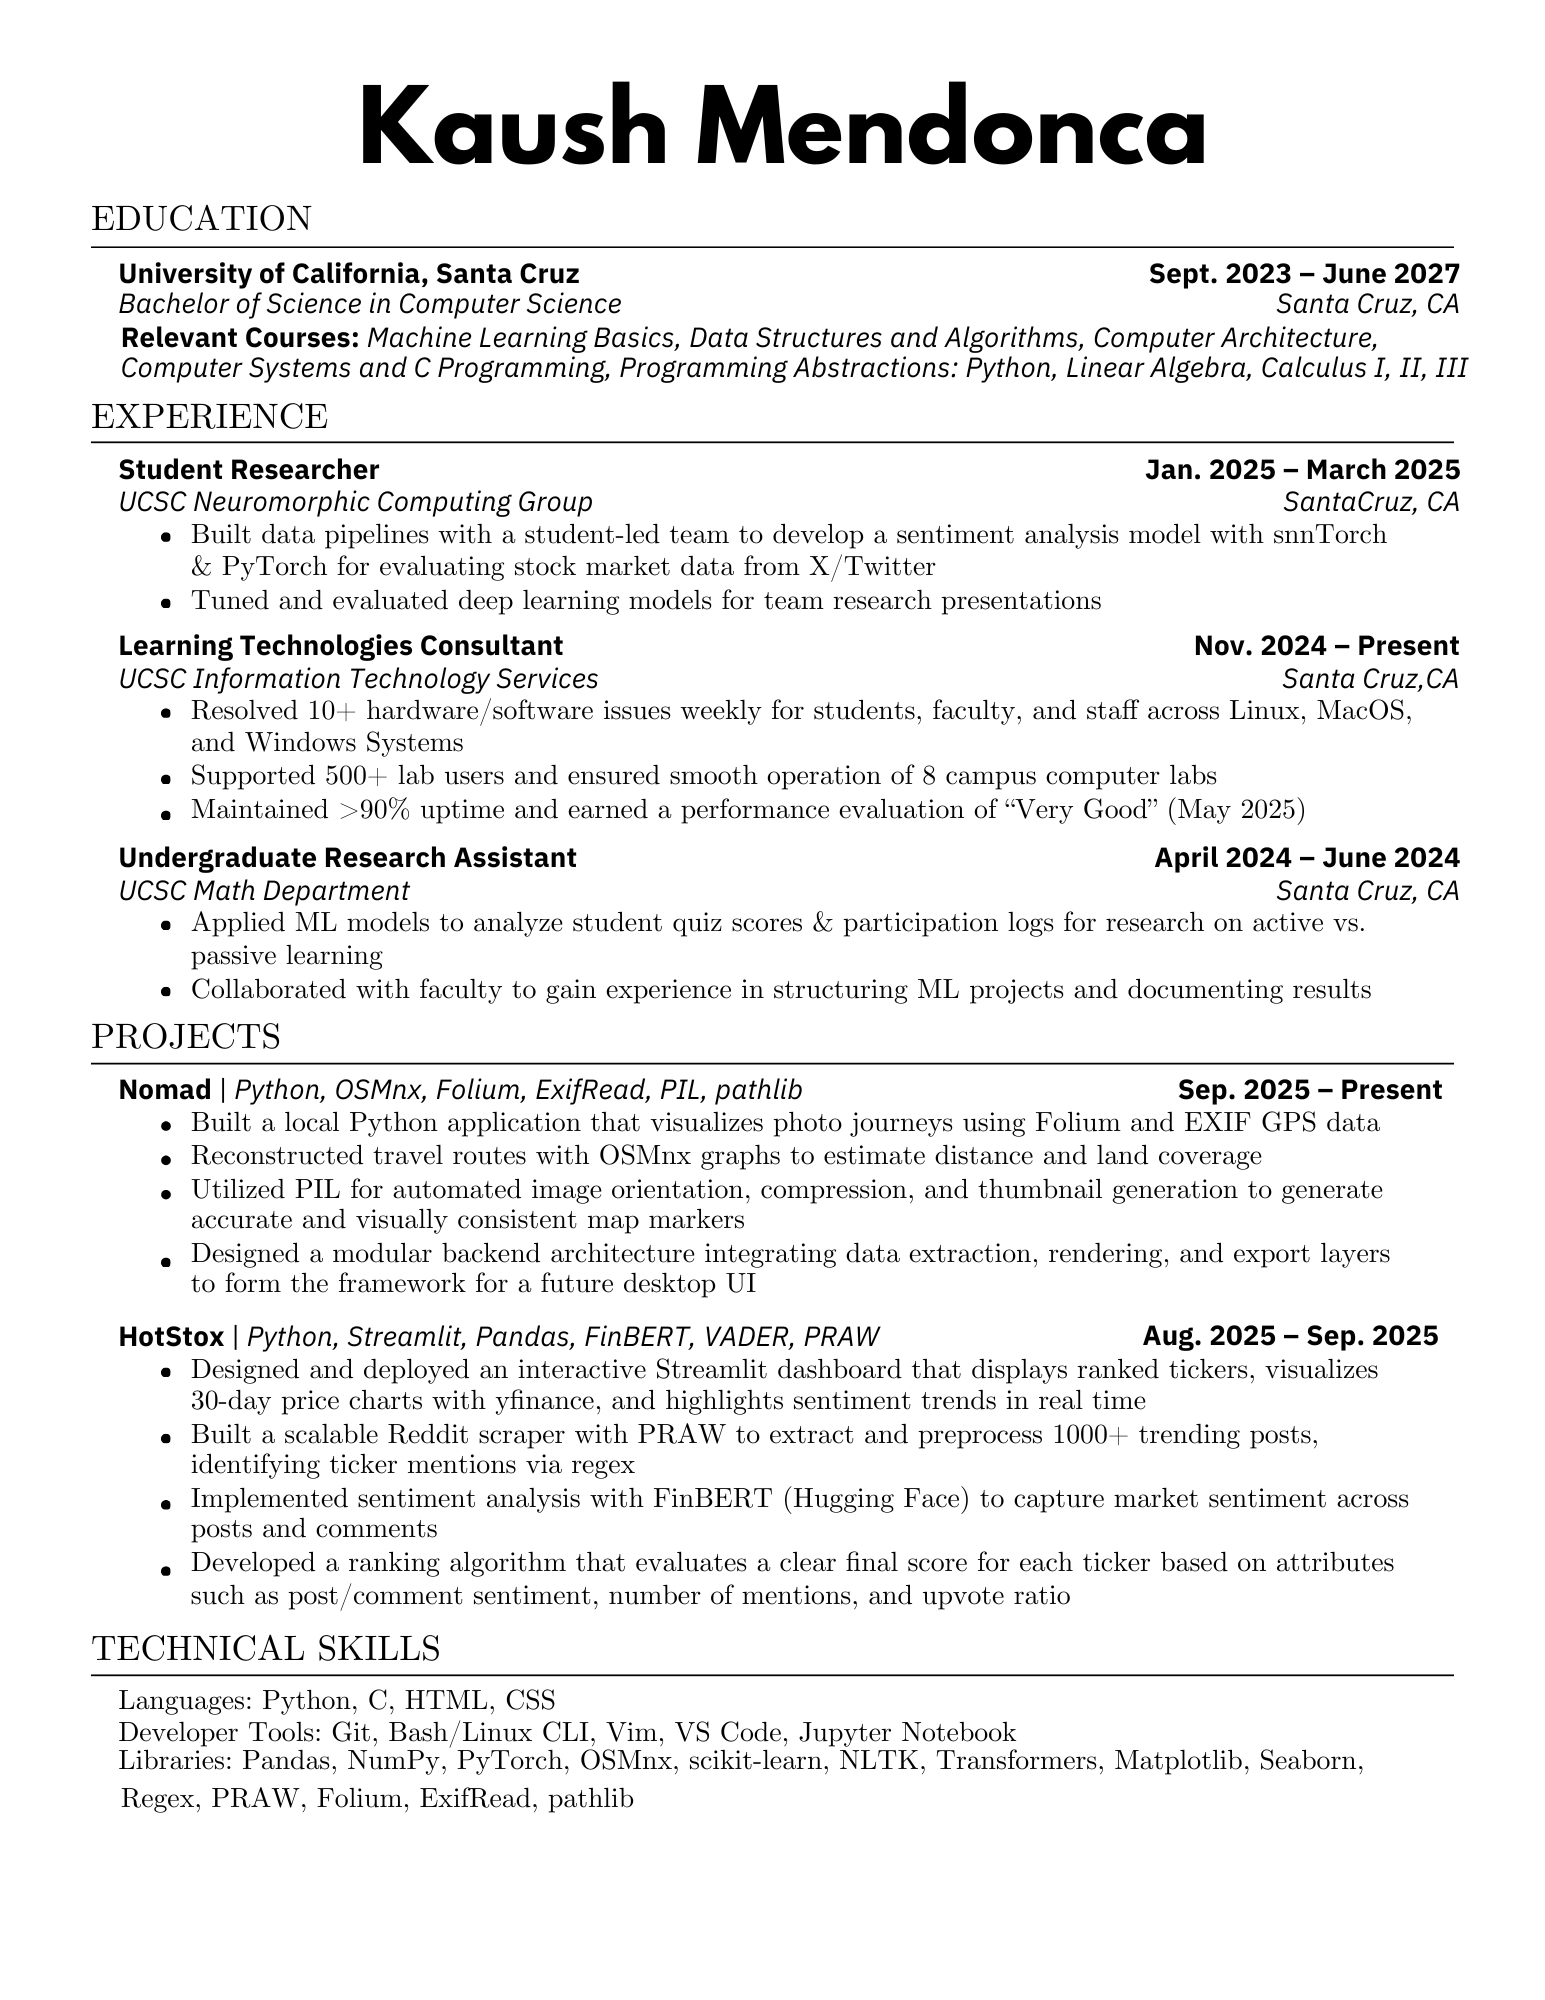 Kaush Mendonca
EDUCATION
University of California, Santa Cruz Sept. 2023 – June 2027
Bachelor of Science in Computer Science Santa Cruz, CA
Relevant Courses: Machine Learning Basics, Data Structures and Algorithms, Computer Architecture,
Computer Systems and C Programming, Programming Abstractions: Python, Linear Algebra, Calculus I, II, III
EXPERIENCE
Student Researcher Jan. 2025 – March 2025
UCSC Neuromorphic Computing Group SantaCruz, CA
• Built data pipelines with a student-led team to develop a sentiment analysis model with snnTorch
& PyTorch for evaluating stock market data from X/Twitter
• Tuned and evaluated deep learning models for team research presentations
Learning Technologies Consultant Nov. 2024 – Present
UCSC Information Technology Services Santa Cruz,CA
• Resolved 10+ hardware/software issues weekly for students, faculty, and staff across Linux, MacOS,
and Windows Systems
• Supported 500+ lab users and ensured smooth operation of 8 campus computer labs
• Maintained >90% uptime and earned a performance evaluation of “Very Good” (May 2025)
Undergraduate Research Assistant April 2024 – June 2024
UCSC Math Department Santa Cruz, CA
• Applied ML models to analyze student quiz scores & participation logs for research on active vs.
passive learning
• Collaborated with faculty to gain experience in structuring ML projects and documenting results
PROJECTS
Nomad | Python, OSMnx, Folium, ExifRead, PIL, pathlib Sep. 2025 – Present
• Built a local Python application that visualizes photo journeys using Folium and EXIF GPS data
• Reconstructed travel routes with OSMnx graphs to estimate distance and land coverage
• Utilized PIL for automated image orientation, compression, and thumbnail generation to generate
accurate and visually consistent map markers
• Designed a modular backend architecture integrating data extraction, rendering, and export layers
to form the framework for a future desktop UI
HotStox | Python, Streamlit, Pandas, FinBERT, VADER, PRAW Aug. 2025 – Sep. 2025
• Designed and deployed an interactive Streamlit dashboard that displays ranked tickers, visualizes
30-day price charts with yfinance, and highlights sentiment trends in real time
• Built a scalable Reddit scraper with PRAW to extract and preprocess 1000+ trending posts,
identifying ticker mentions via regex
• Implemented sentiment analysis with FinBERT (Hugging Face) to capture market sentiment across
posts and comments
• Developed a ranking algorithm that evaluates a clear final score for each ticker based on attributes
such as post/comment sentiment, number of mentions, and upvote ratio
TECHNICAL SKILLS
Languages: Python, C, HTML, CSS
Developer Tools: Git, Bash/Linux CLI, Vim, VS Code, Jupyter Notebook
Libraries: Pandas, NumPy, PyTorch, OSMnx, scikit-learn, NLTK, Transformers, Matplotlib, Seaborn,
Regex, PRAW, Folium, ExifRead, pathlib